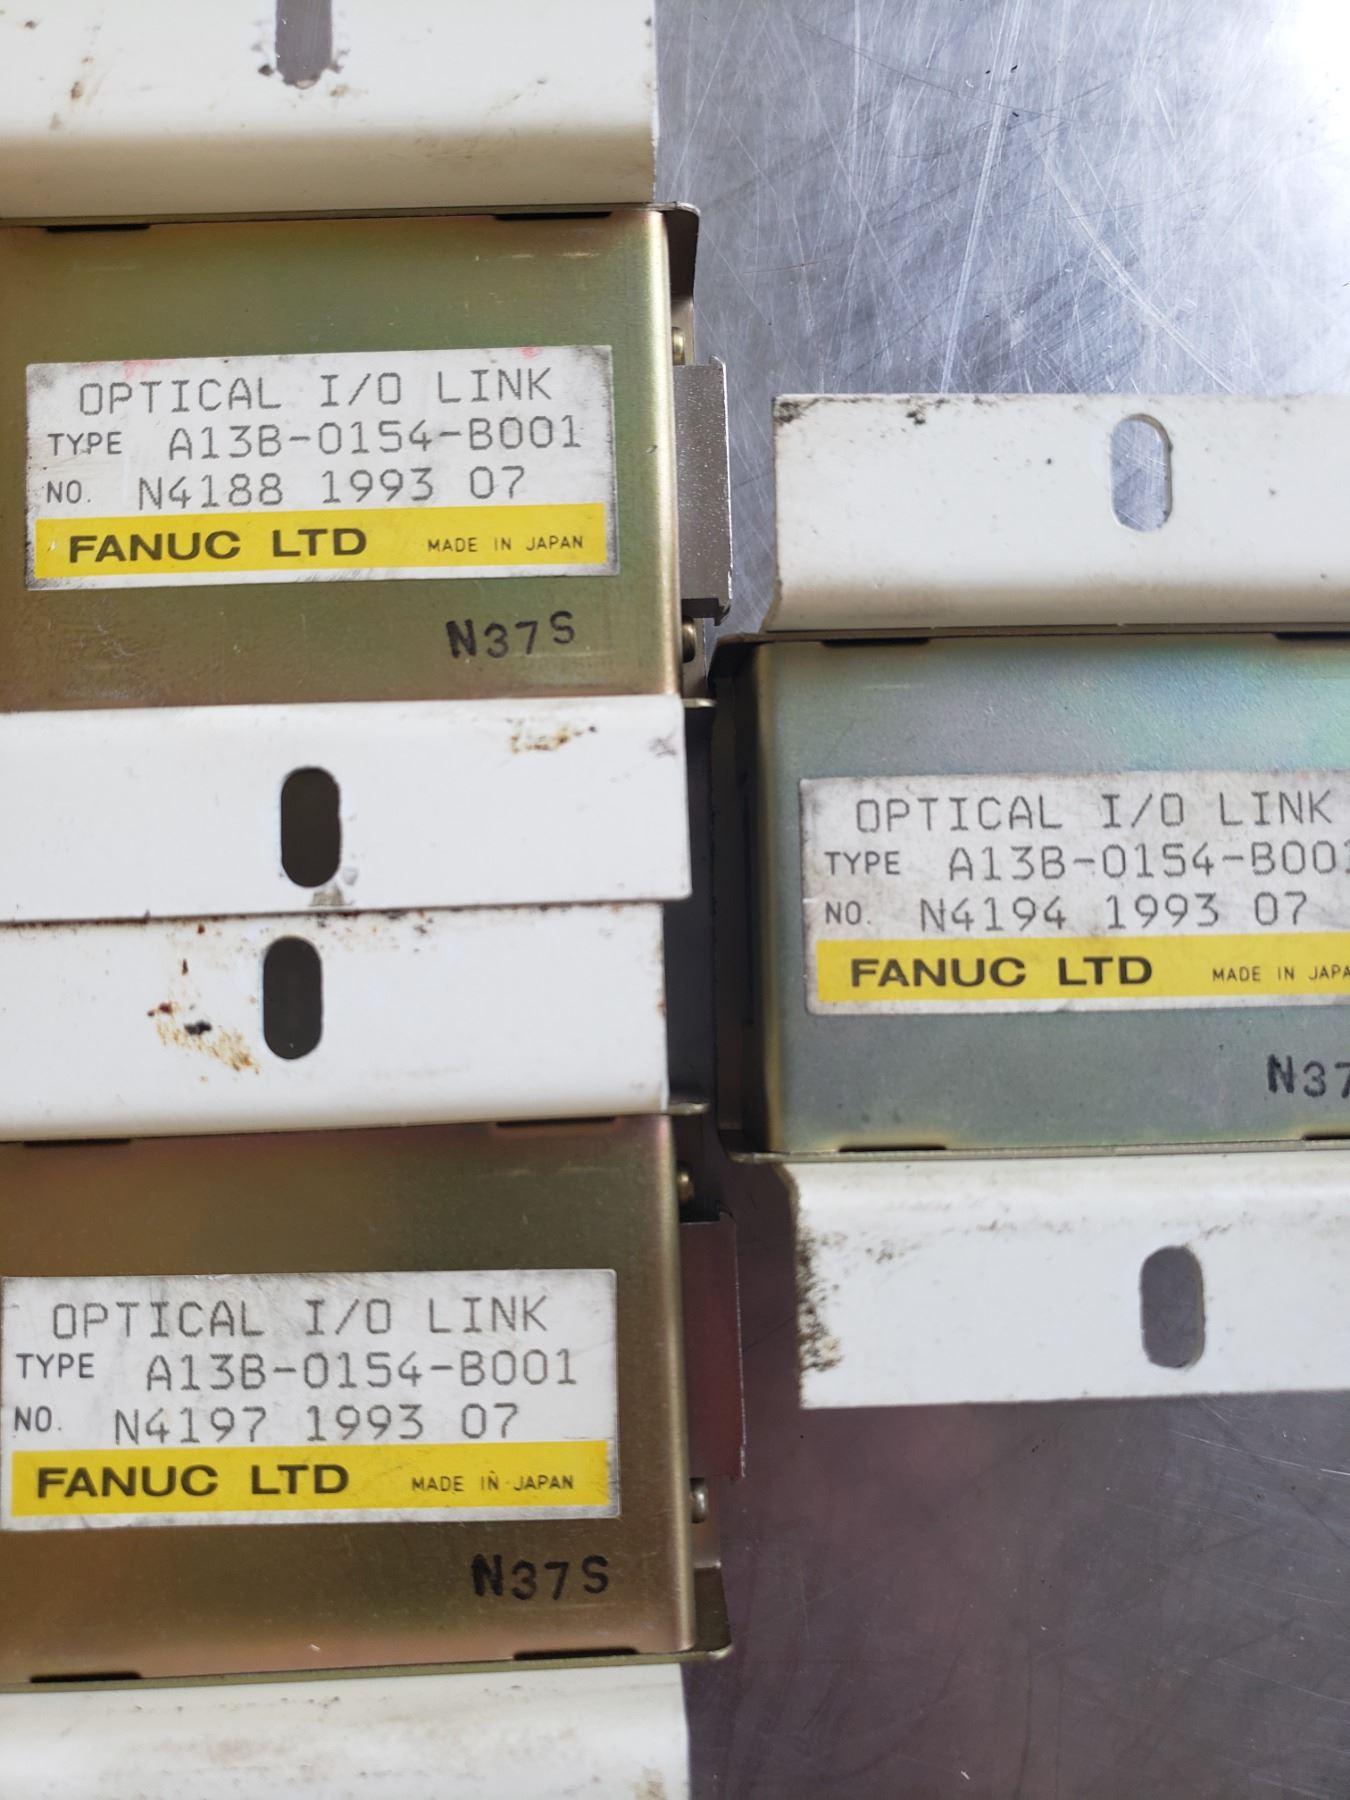 OPTICAL I/O LINK
TYPE A13B-0154-B001
NO. N4188 1993 07
FANUC LTD MADE IN JAPAN
N37S
OPTICAL I/O LINK
TYPE A13B-0154-B001
NO. N4194 1993 07
FANUC LTD MADE IN JAPA
N37
OPTICAL I/O LINK
TYPE A13B-0154-B001
NO. N4197 1993 07
FANUC LTD MADE IN JAPAN
N37S